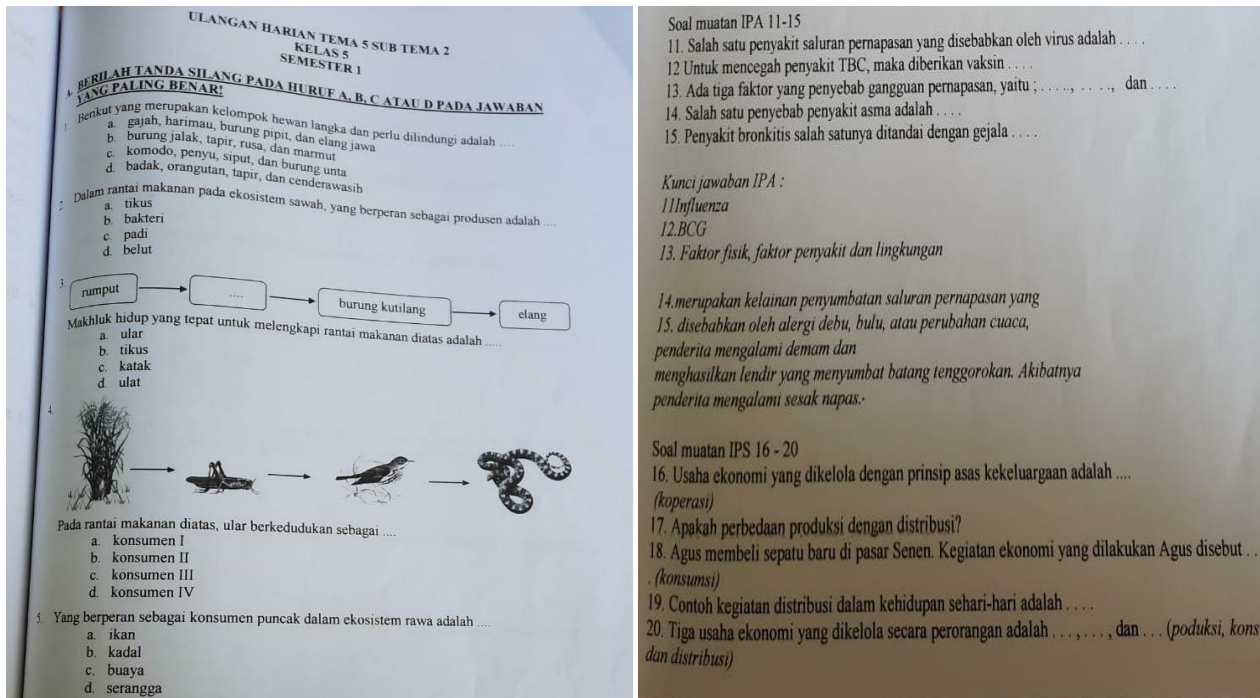 ULANGAN HARIAN TEMA 5 SUB TEMA 2
KELAS 5
SEMESTER 1
A. BERILAH TANDA SILANG PADA HURUF A, B, C ATAU D PADA JAWABAN
YANG PALING BENAR!
1. Berikut yang merupakan kelompok hewan langka dan perlu dilindungi adalah ....
a. gajah, harimau, burung pipit, dan elang jawa
b. burung jalak, tapir, rusa, dan marmut
c. komodo, penyu, siput, dan burung unta
d. badak, orangutan, tapir, dan cenderawasih
2. Dalam rantai makanan pada ekosistem sawah, yang berperan sebagai produsen adalah ....
a. tikus
b. bakteri
c. padi
d. belut
3.
rumput
....
burung kutilang
elang
Makhluk hidup yang tepat untuk melengkapi rantai makanan diatas adalah .....
a. ular
b. tikus
c. katak
d. ulat
4.
Pada rantai makanan diatas, ular berkedudukan sebagai ....
a. konsumen I
b. konsumen II
c. konsumen III
d. konsumen IV
5. Yang berperan sebagai konsumen puncak dalam ekosistem rawa adalah ....
a. ikan
b. kadal
c. buaya
d. serangga
Soal muatan IPA 11-15
11. Salah satu penyakit saluran pernapasan yang disebabkan oleh virus adalah . . . .
12 Untuk mencegah penyakit TBC, maka diberikan vaksin . . . .
13. Ada tiga faktor yang penyebab gangguan pernapasan, yaitu ; . . . ., . . . ., dan . . . .
14. Salah satu penyebab penyakit asma adalah . . . .
15. Penyakit bronkitis salah satunya ditandai dengan gejala . . . .
Kunci jawaban IPA :
11Influenza
12.BCG
13. Faktor fisik, faktor penyakit dan lingkungan
14.merupakan kelainan penyumbatan saluran pernapasan yang
15. disebabkan oleh alergi debu, bulu, atau perubahan cuaca,
penderita mengalami demam dan
menghasilkan lendir yang menyumbat batang tenggorokan. Akibatnya
penderita mengalami sesak napas.·
Soal muatan IPS 16 - 20
16. Usaha ekonomi yang dikelola dengan prinsip asas kekeluargaan adalah ....
(koperasi)
17. Apakah perbedaan produksi dengan distribusi?
18. Agus membeli sepatu baru di pasar Senen. Kegiatan ekonomi yang dilakukan Agus disebut . .
. (konsumsi)
19. Contoh kegiatan distribusi dalam kehidupan sehari-hari adalah . . . .
20. Tiga usaha ekonomi yang dikelola secara perorangan adalah . . . , . . . , dan . . . (poduksi, kons
dan distribusi)